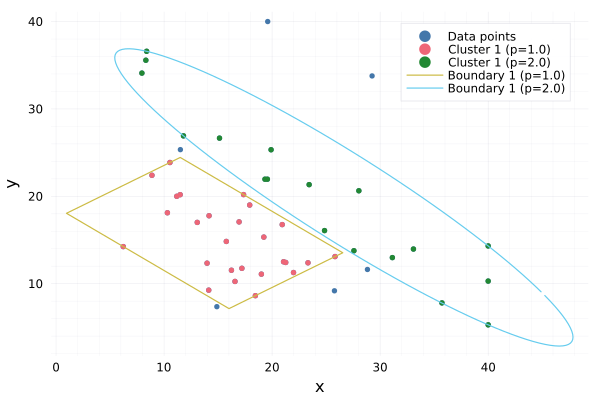 40
30
20
10
0
10
20
30
40
x
y
Data points
Cluster 1 (p=1.0)
Cluster 1 (p=2.0)
Boundary 1 (p=1.0)
Boundary 1 (p=2.0)